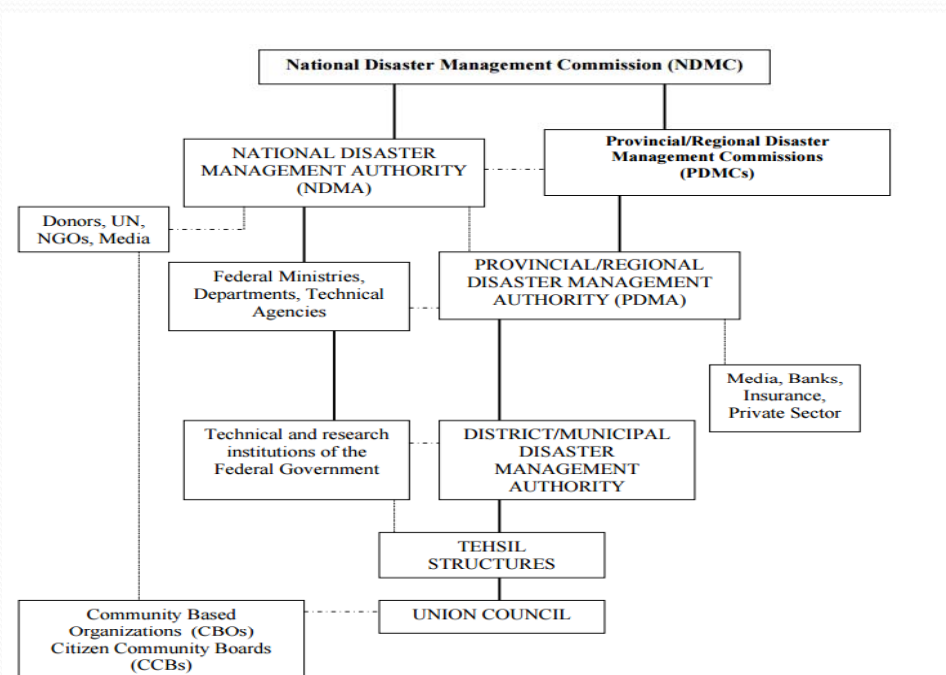 National Disaster Management Commission (NDMC)
NATIONAL DISASTER
MANAGEMENT AUTHORITY
(NDMA)
Provincial/Regional Disaster
Management Commissions
(PDMCs)
Donors, UN,
NGOs, Media
Federal Ministries,
Departments, Technical
Agencies
PROVINCIAL/REGIONAL
DISASTER MANAGEMENT
AUTHORITY (PDMA)
Media, Banks,
Insurance,
Private Sector
Technical and research
institutions of the
Federal Government
DISTRICT/MUNICIPAL
DISASTER
MANAGEMENT
AUTHORITY
TEHSIL
STRUCTURES
Community Based
Organizations (CBOs)
Citizen Community Boards
(CCBs)
UNION COUNCIL